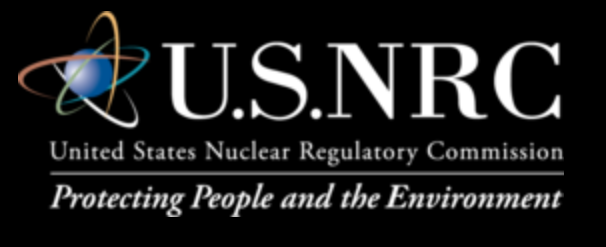 U.S.NRC
United States Nuclear Regulatory Commission
Protecting People and the Environment